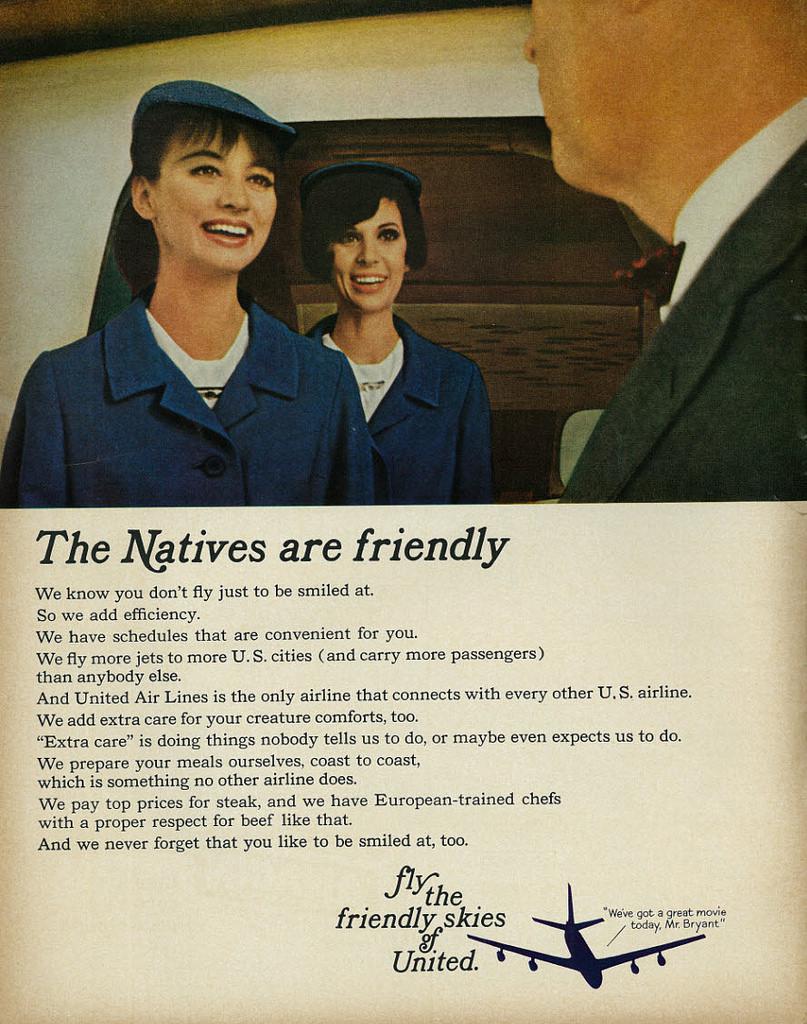 The Natives are friendly
We know you don't fly just to be smiled at.
So we add efficiency.
We have schedules that are convenient for you.
We fly more jets to more U.S. cities (and carry more passengers)
than anybody else.
And United Air Lines is the only airline that connects with every other U.S. airline.
We add extra care for your creature comforts, too.
“Extra care” is doing things nobody tells us to do, or maybe even expects us to do.
We prepare your meals ourselves, coast to coast,
which is something no other airline does.
We pay top prices for steak, and we have European-trained chefs
with a proper respect for beef like that.
And we never forget that you like to be smiled at, too.
fly
the
friendly skies
of
United.
"We've got a great movie
today, Mr. Bryant"